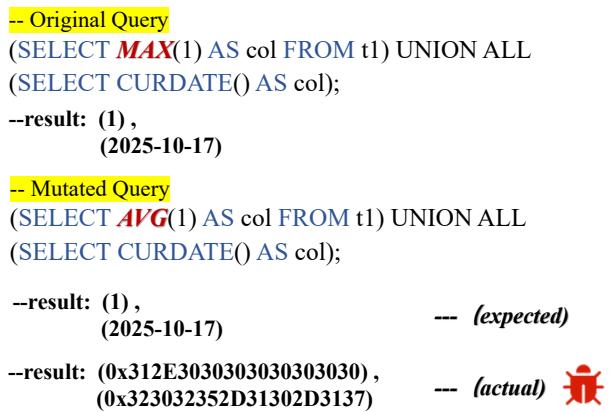 -- Original Query
(SELECT MAX(1) AS col FROM t1) UNION ALL
(SELECT CURDATE() AS col);
--result: (1) ,
(2025-10-17)
-- Mutated Query
(SELECT AVG(1) AS col FROM t1) UNION ALL
(SELECT CURDATE() AS col);
--result: (1) ,
(2025-10-17)
--- (expected)
--result: (0x312E3030303030303030) ,
(0x323032352D31302D3137)
--- (actual)